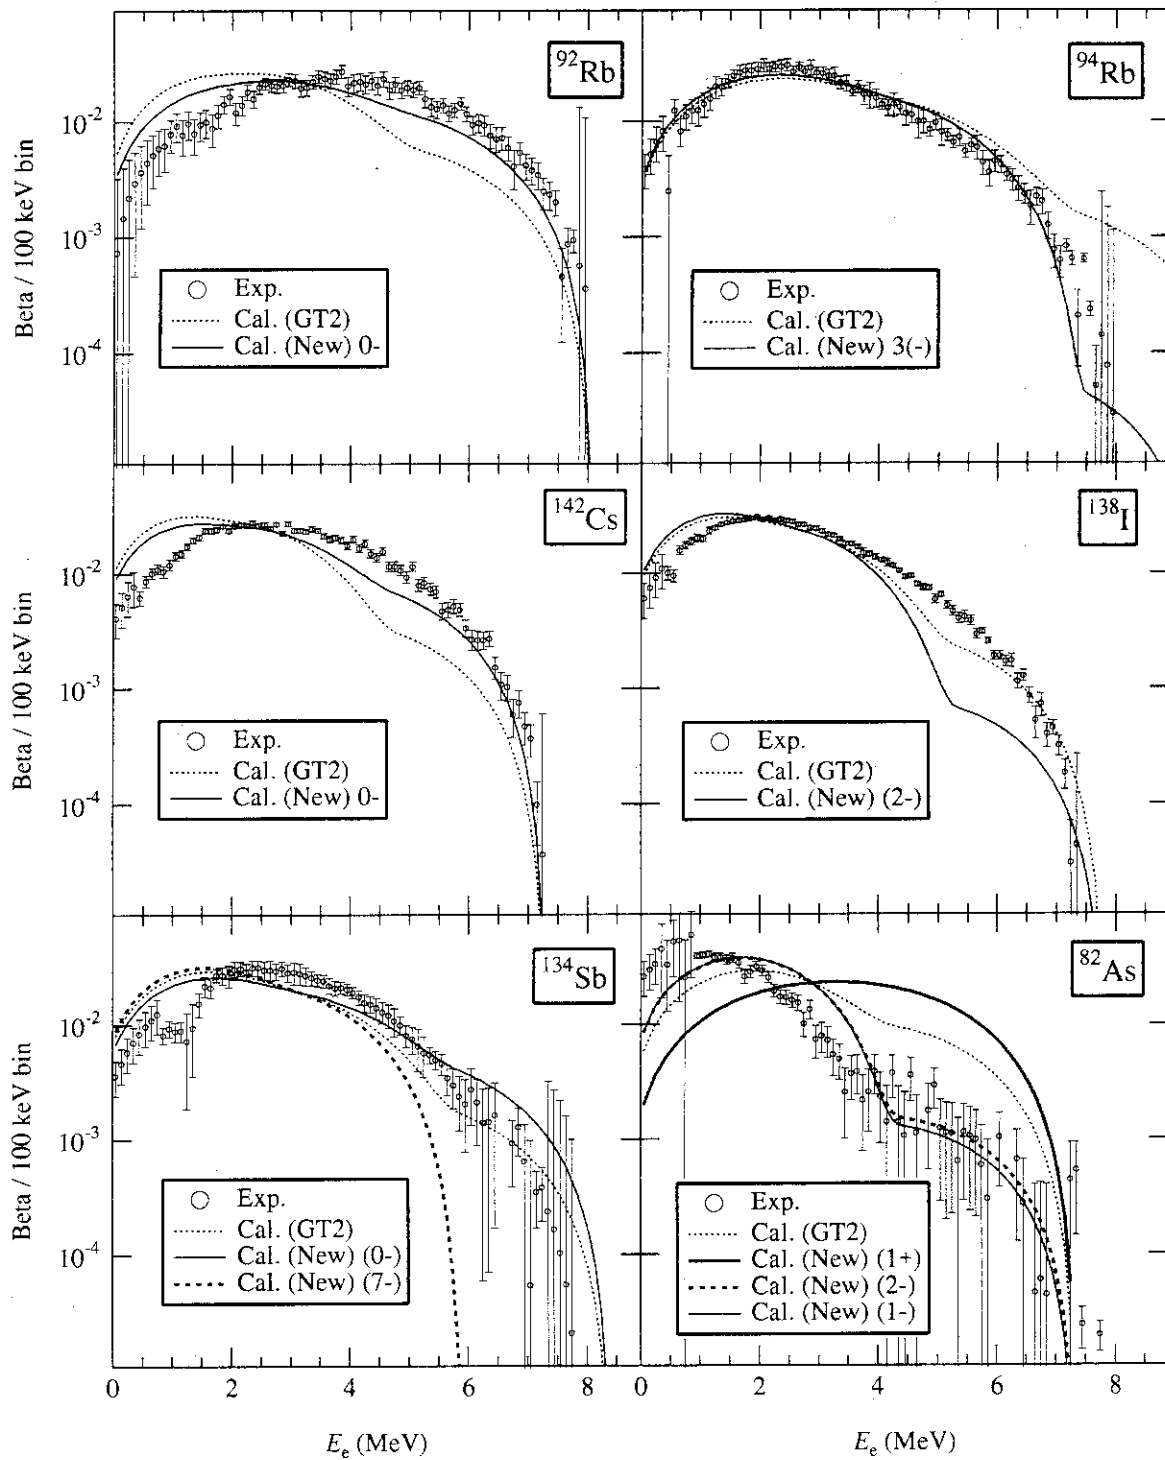 92Rb
94Rb
Beta / 100 keV bin
10-2
10-3
10-4
Exp.
Cal. (GT2)
Cal. (New) 0-
Exp.
Cal. (GT2)
Cal. (New) 3(-)
142Cs
138I
Beta / 100 keV bin
10-2
10-3
10-4
Exp.
Cal. (GT2)
Cal. (New) 0-
Exp.
Cal. (GT2)
Cal. (New) (2-)
134Sb
82As
Beta / 100 keV bin
10-2
10-3
10-4
Exp.
Cal. (GT2)
Cal. (New) (0-)
Cal. (New) (7-)
Exp.
Cal. (GT2)
Cal. (New) (1+)
Cal. (New) (2-)
Cal. (New) (1-)
0 2 4 6 8
0 2 4 6 8
Ee (MeV)
Ee (MeV)